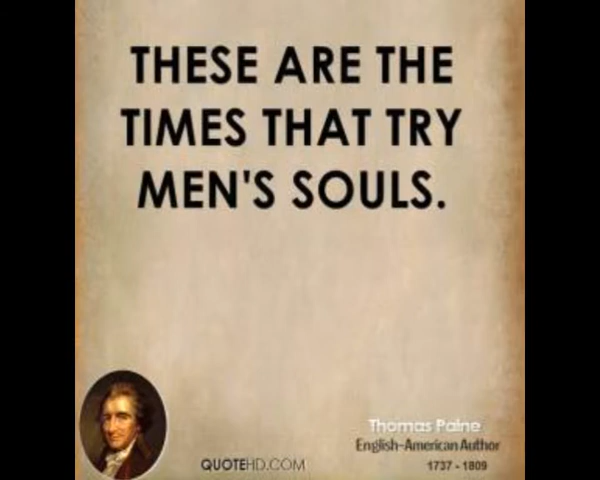 THESE ARE THE
TIMES THAT TRY
MEN'S SOULS.
Thomas Paine
English-American Author
QUOTEHD.COM
1737 - 1809